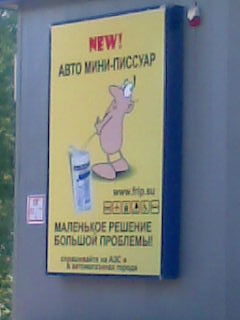 NEW!
АВТО МИНИ-ПИССУАР
www.frip.su
МАЛЕНЬКОЕ РЕШЕНИЕ
БОЛЬШОЙ ПРОБЛЕМЫ!
спрашивайте на АЗС и
в автомагазинах города